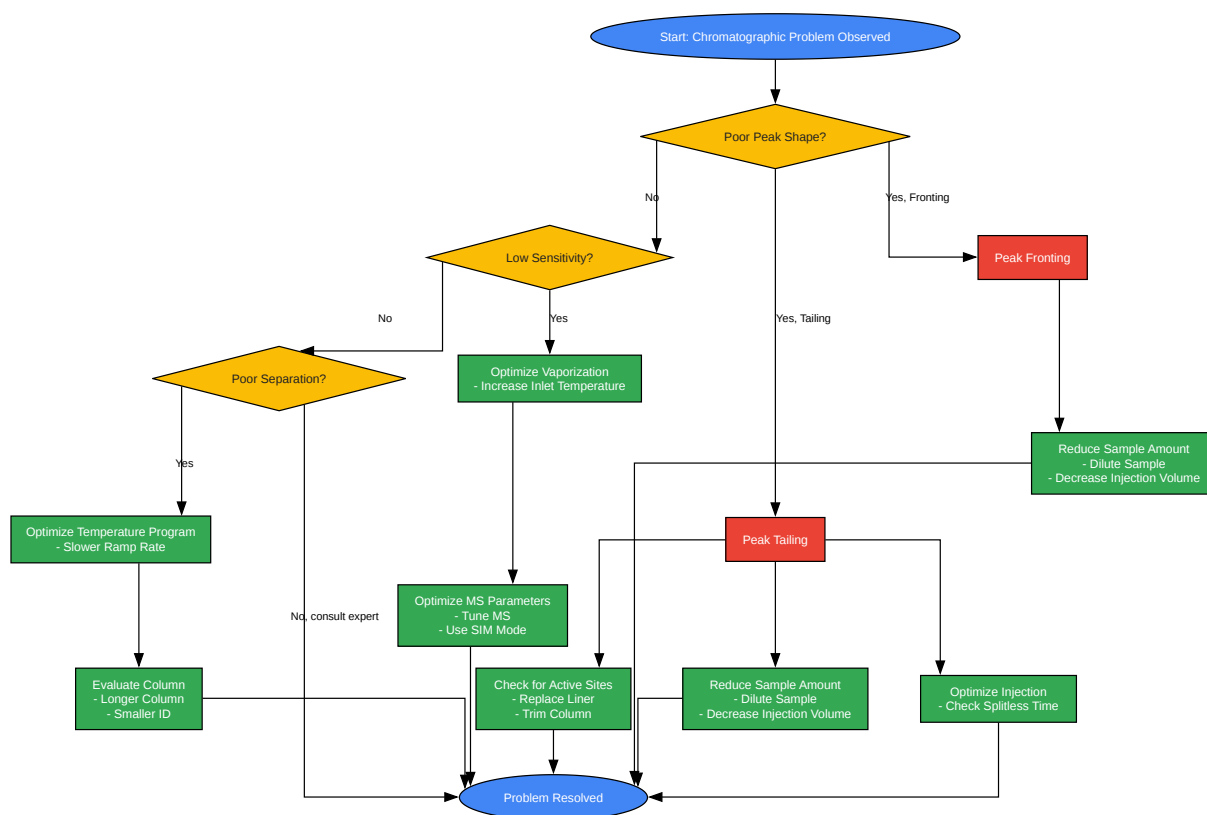 Start: Chromatographic Problem Observed
Poor Peak Shape?
No
Yes, Fronting
Low Sensitivity?
Peak Fronting
No
Yes
Yes, Tailing
Poor Separation?
Optimize Vaporization
- Increase Inlet Temperature
Reduce Sample Amount
- Dilute Sample
- Decrease Injection Volume
Yes
Optimize Temperature Program
- Slower Ramp Rate
Peak Tailing
Optimize MS Parameters
- Tune MS
- Use SIM Mode
No, consult expert
Evaluate Column
- Longer Column
- Smaller ID
Check for Active Sites
- Replace Liner
- Trim Column
Reduce Sample Amount
- Dilute Sample
- Decrease Injection Volume
Optimize Injection
- Check Splitless Time
Problem Resolved